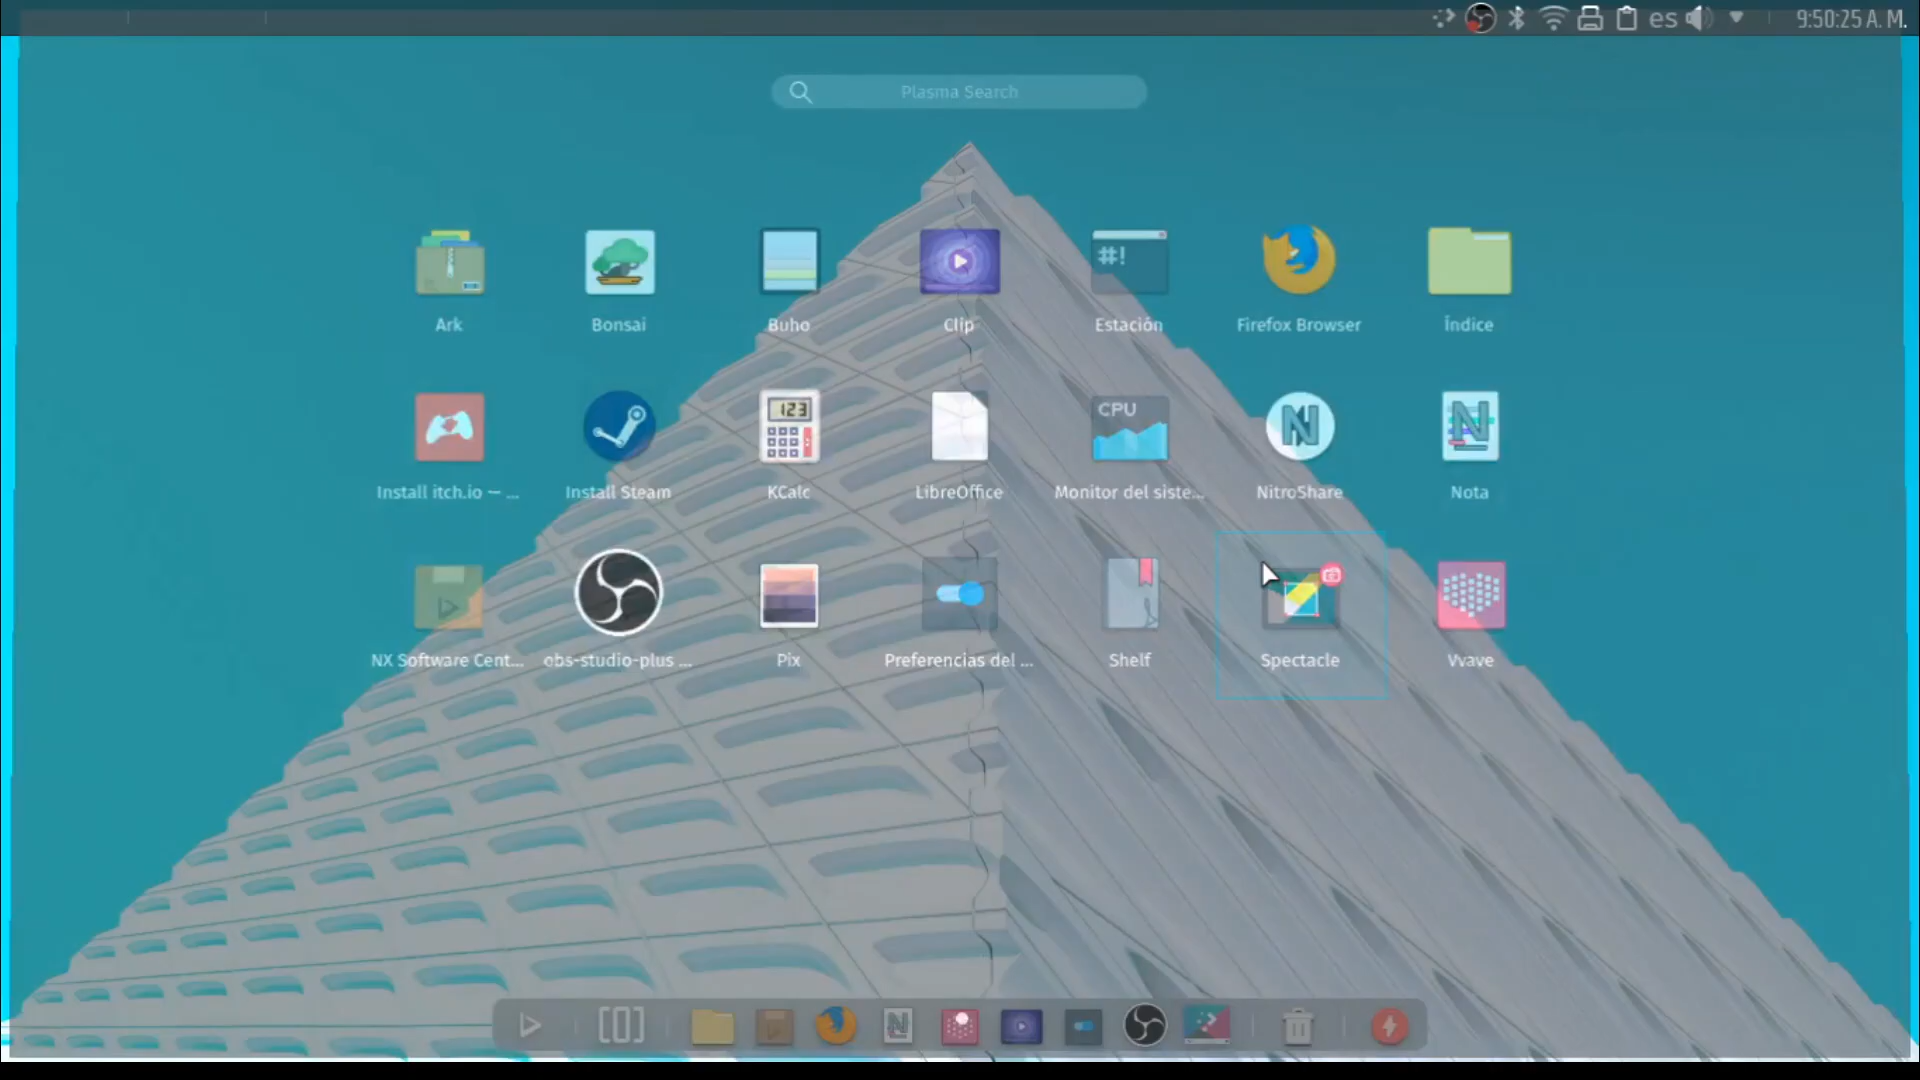 es
9:50:25 A. M.
Plasma Search
Ark
Bonsai
Buho
Clip
#!
Estación
Firefox Browser
Índice
Install itch.io — ...
Install Steam
123
KCalc
LibreOffice
CPU
Monitor del siste...
N
NitroShare
N
Nota
NX Software Cent...
obs-studio-plus ...
Pix
Preferencias del ...
Shelf
Spectacle
Vvave
N